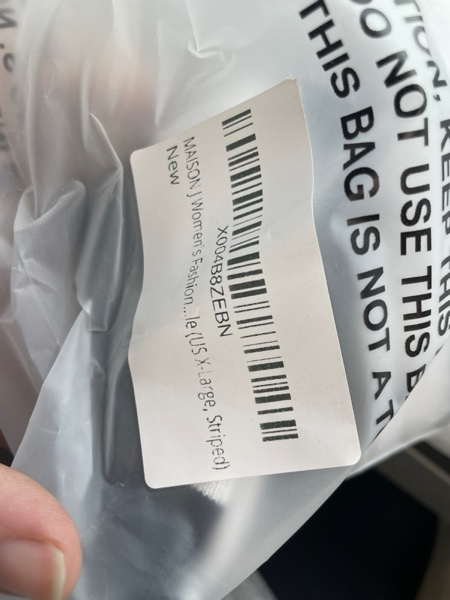 X004B8ZEBN
MAISON J Women's Fashion...le (US X-Large, Striped)
New
TION, KEEP THIS
DO NOT USE THIS B
THIS BAG IS NOT A T